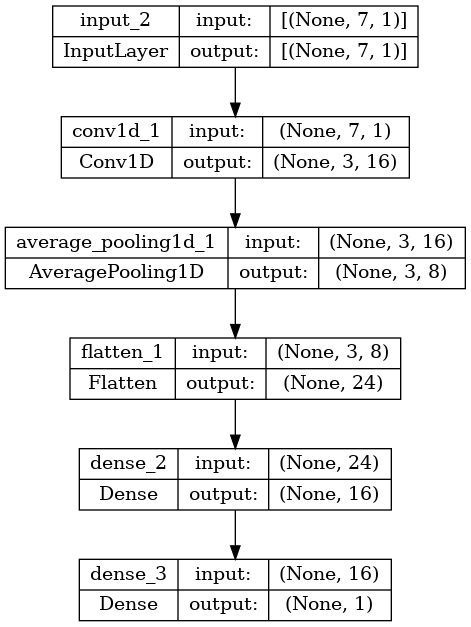 input_2 input: [(None, 7, 1)]
InputLayer output: [(None, 7, 1)]
conv1d_1 input: (None, 7, 1)
Conv1D output: (None, 3, 16)
average_pooling1d_1 input: (None, 3, 16)
AveragePooling1D output: (None, 3, 8)
flatten_1 input: (None, 3, 8)
Flatten output: (None, 24)
dense_2 input: (None, 24)
Dense output: (None, 16)
dense_3 input: (None, 16)
Dense output: (None, 1)